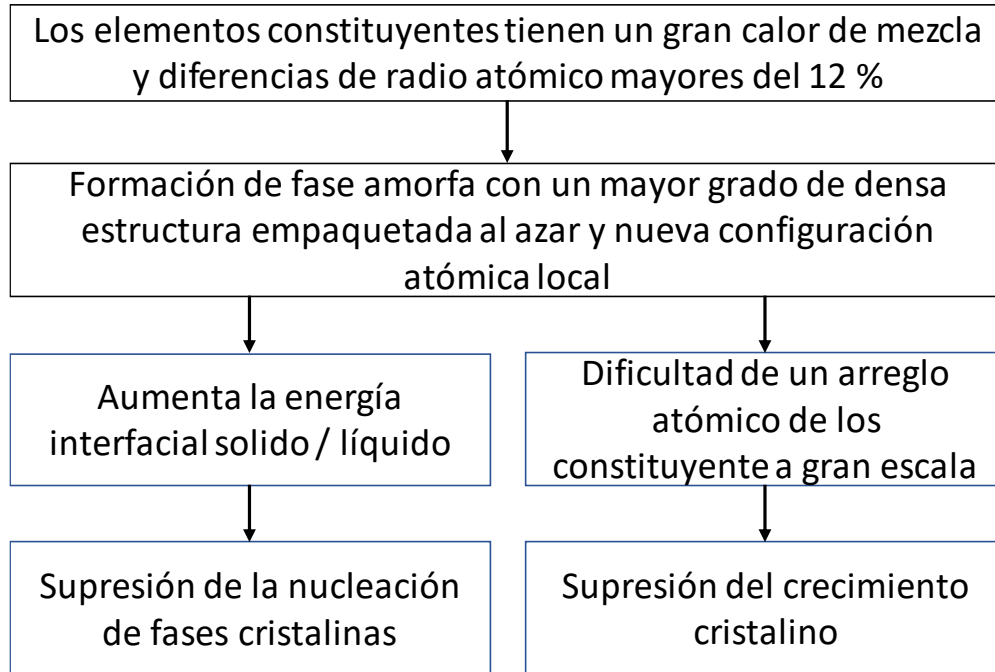 Los elementos constituyentes tienen un gran calor de mezcla
y diferencias de radio atómico mayores del 12 %
Formación de fase amorfa con un mayor grado de densa
estructura empaquetada al azar y nueva configuración
atómica local
Aumenta la energía
interfacial solido / líquido
Dificultad de un arreglo
atómico de los
constituyente a gran escala
Supresión de la nucleación
de fases cristalinas
Supresión del crecimiento
cristalino